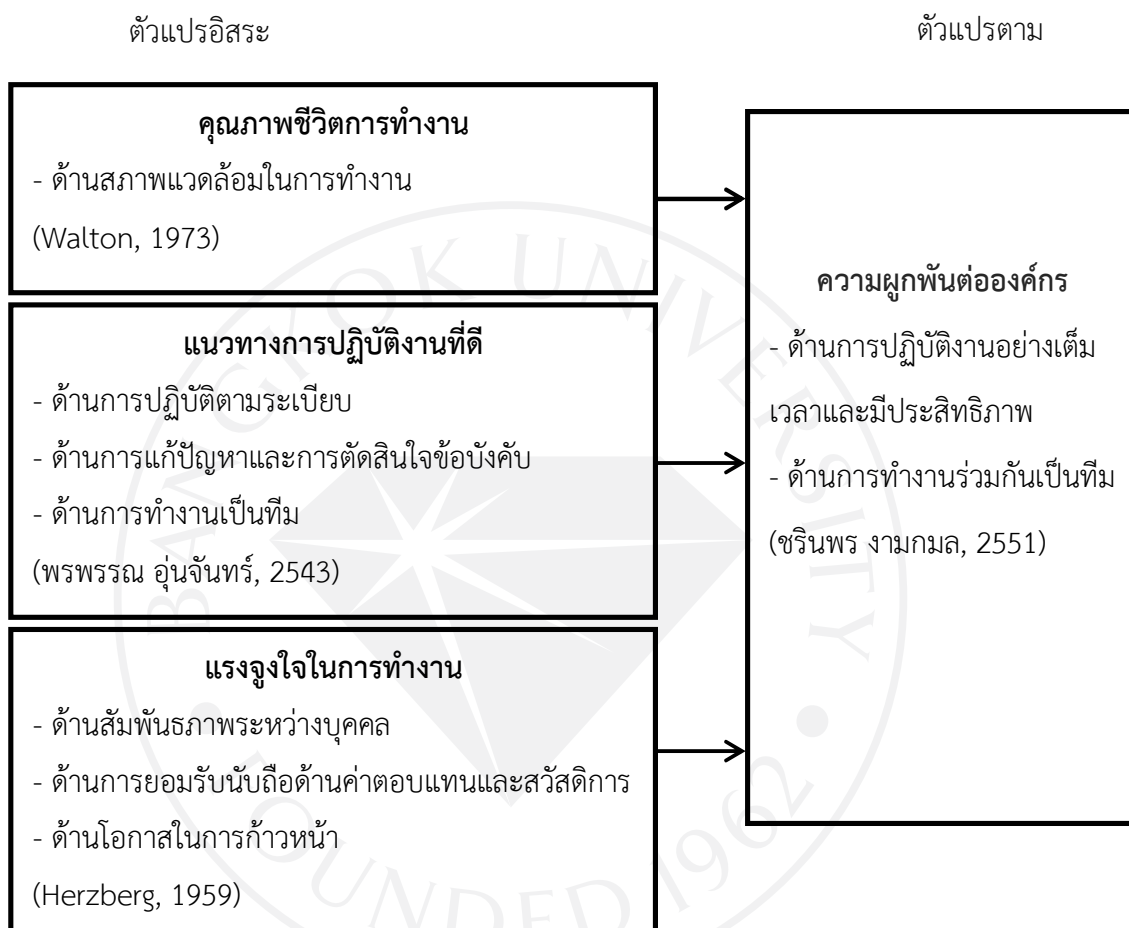 ตัวแปรอิสระ
ตัวแปรตาม
คุณภาพชีวิตการทำงาน
- ด้านสภาพแวดล้อมในการทำงาน
(Walton, 1973)
แนวทางการปฏิบัติงานที่ดี
- ด้านการปฏิบัติตามระเบียบ
- ด้านการแก้ปัญหาและการตัดสินใจข้อบังคับ
- ด้านการทำงานเป็นทีม
(พรพรรณ อุ่นจันทร์, 2543)
แรงจูงใจในการทำงาน
- ด้านสัมพันธภาพระหว่างบุคคล
- ด้านการยอมรับนับถือด้านค่าตอบแทนและสวัสดิการ
- ด้านโอกาสในการก้าวหน้า
(Herzberg, 1959)
ความผูกพันต่อองค์กร
- ด้านการปฏิบัติงานอย่างเต็ม
เวลาและมีประสิทธิภาพ
- ด้านการทำงานร่วมกันเป็นทีม
(ชรินพร งามกมล, 2551)
BANGKOK UNIVERSITY
OUNDED 1962